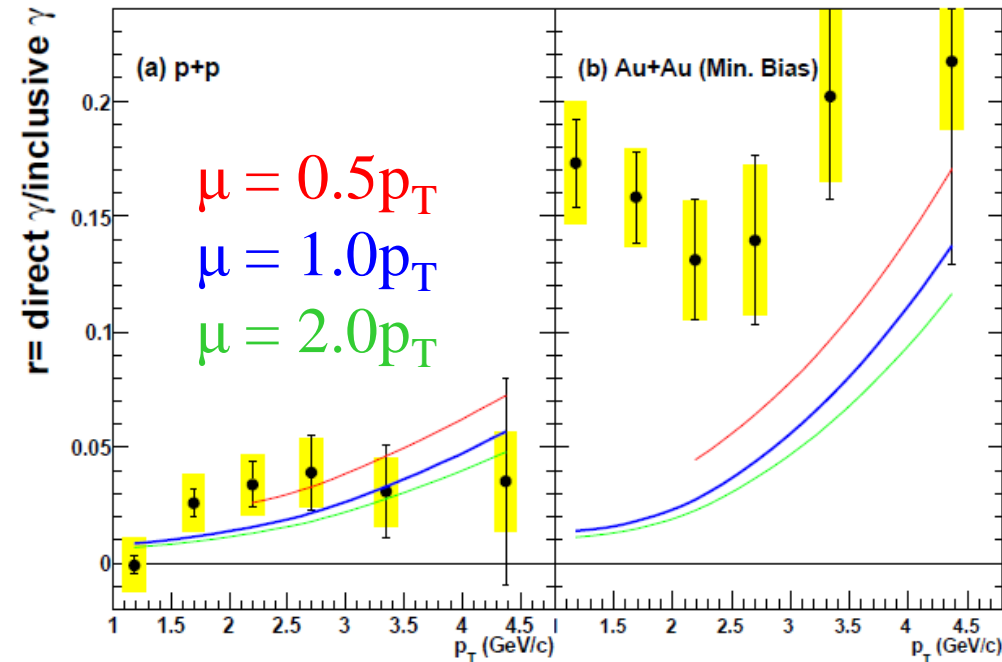 r= direct γ/inclusive γ
(a) p+p
(b) Au+Au (Min. Bias)
μ = 0.5p_T
μ = 1.0p_T
μ = 2.0p_T
0.2
0.15
0.1
0.05
0
1 1.5 2 2.5 3 3.5 4 4.5
p_T (GeV/c)
1.5 2 2.5 3 3.5 4 4.5
p_T (GeV/c)